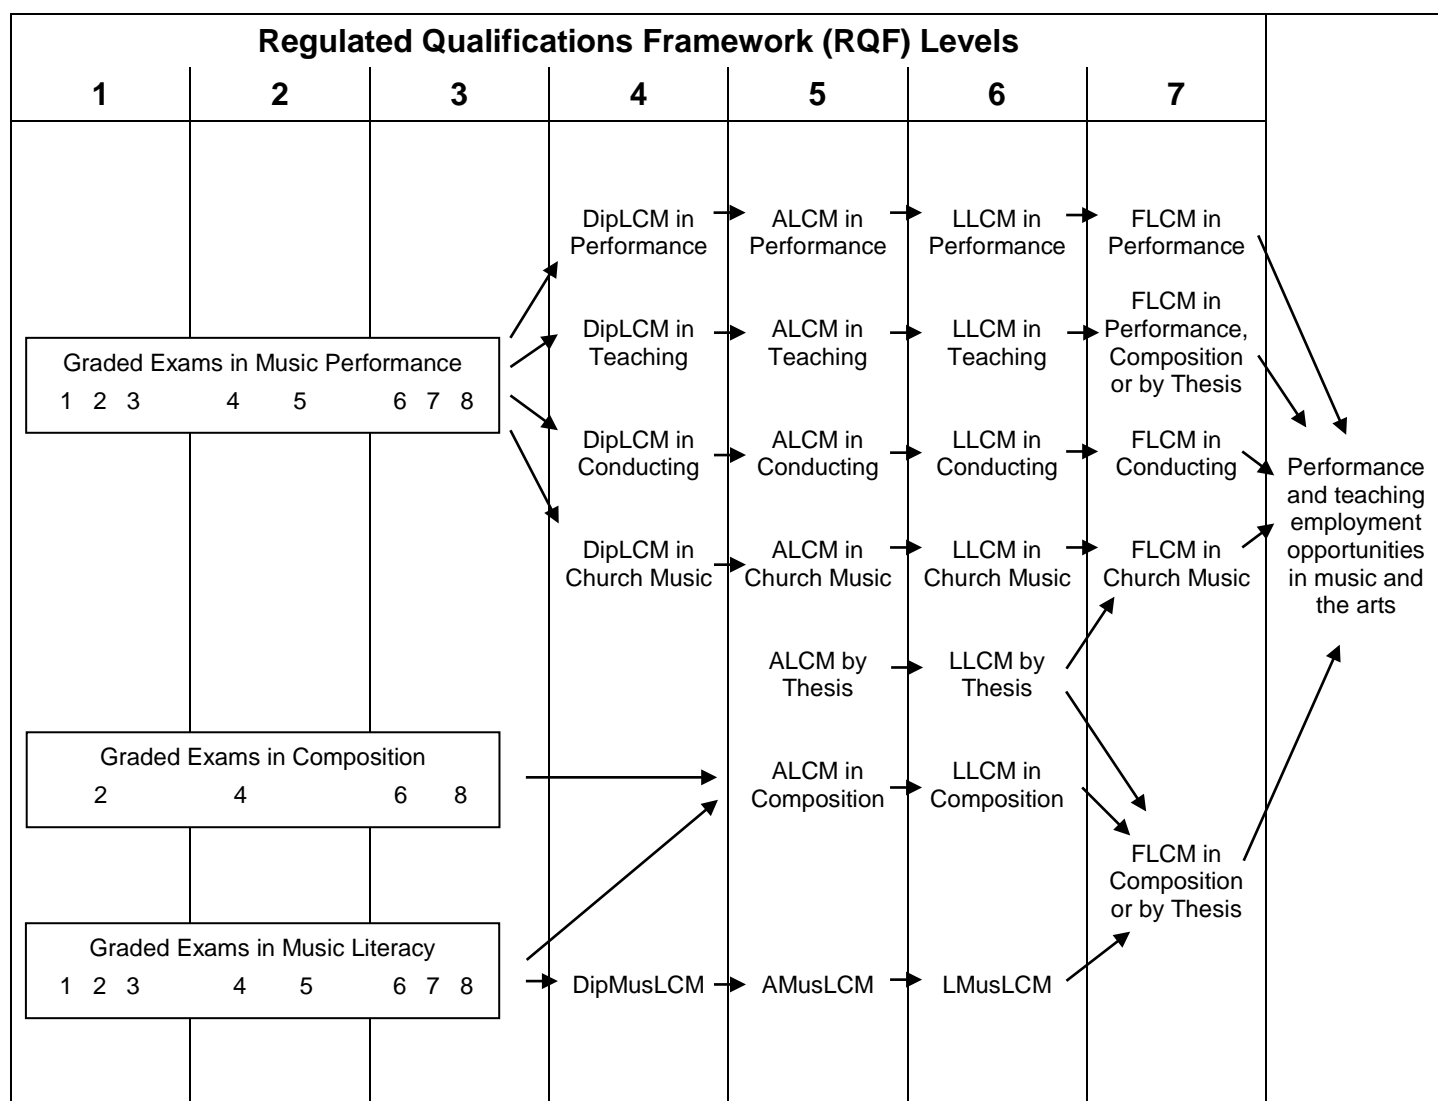 Regulated Qualifications Framework (RQF) Levels
1 2 3 4 5 6 7
DipLCM in
Performance
ALCM in
Performance
LLCM in
Performance
FLCM in
Performance
Graded Exams in Music Performance
1 2 3 4 5 6 7 8
DipLCM in
Teaching
ALCM in
Teaching
LLCM in
Teaching
FLCM in
Performance,
Composition
or by Thesis
DipLCM in
Conducting
ALCM in
Conducting
LLCM in
Conducting
FLCM in
Conducting
DipLCM in
Church Music
ALCM in
Church Music
LLCM in
Church Music
FLCM in
Church Music
Performance
and teaching
employment
opportunities
in music and
the arts
ALCM by
Thesis
LLCM by
Thesis
Graded Exams in Composition
2 4 6 8
ALCM in
Composition
LLCM in
Composition
FLCM in
Composition
or by Thesis
Graded Exams in Music Literacy
1 2 3 4 5 6 7 8
DipMusLCM
AMusLCM
LMusLCM